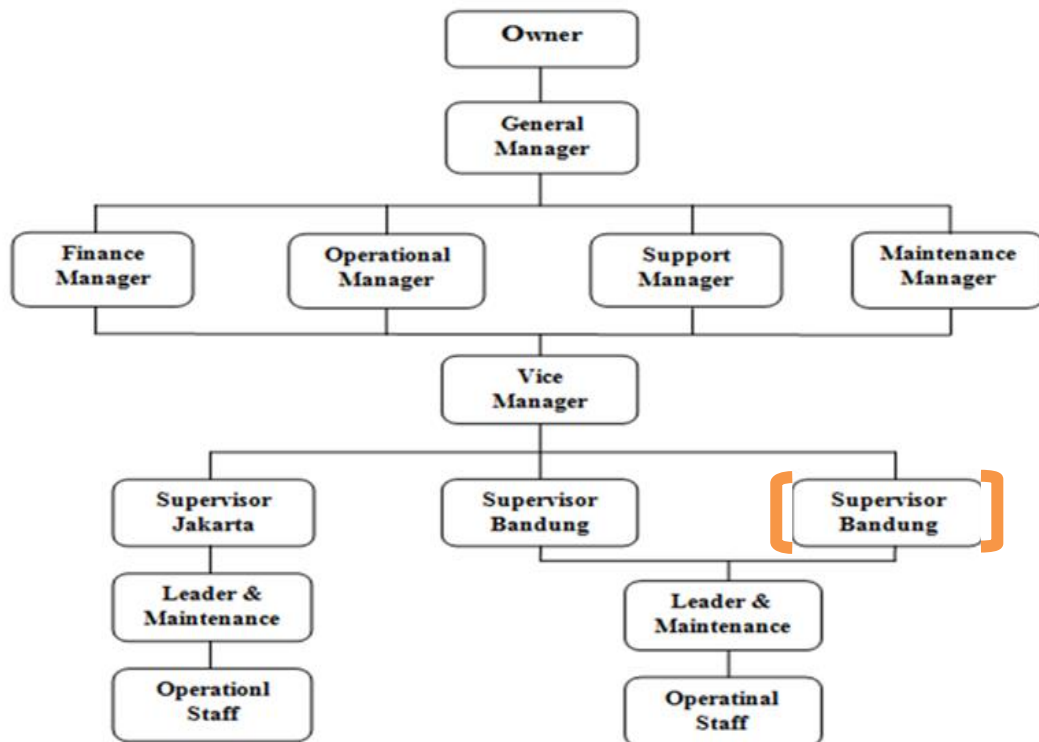 Owner
General
Manager
Finance
Manager
Operational
Manager
Support
Manager
Maintenance
Manager
Vice
Manager
Supervisor
Jakarta
Supervisor
Bandung
Supervisor
Bandung
Leader &
Maintenance
Leader &
Maintenance
Operationl
Staff
Operatinal
Staff